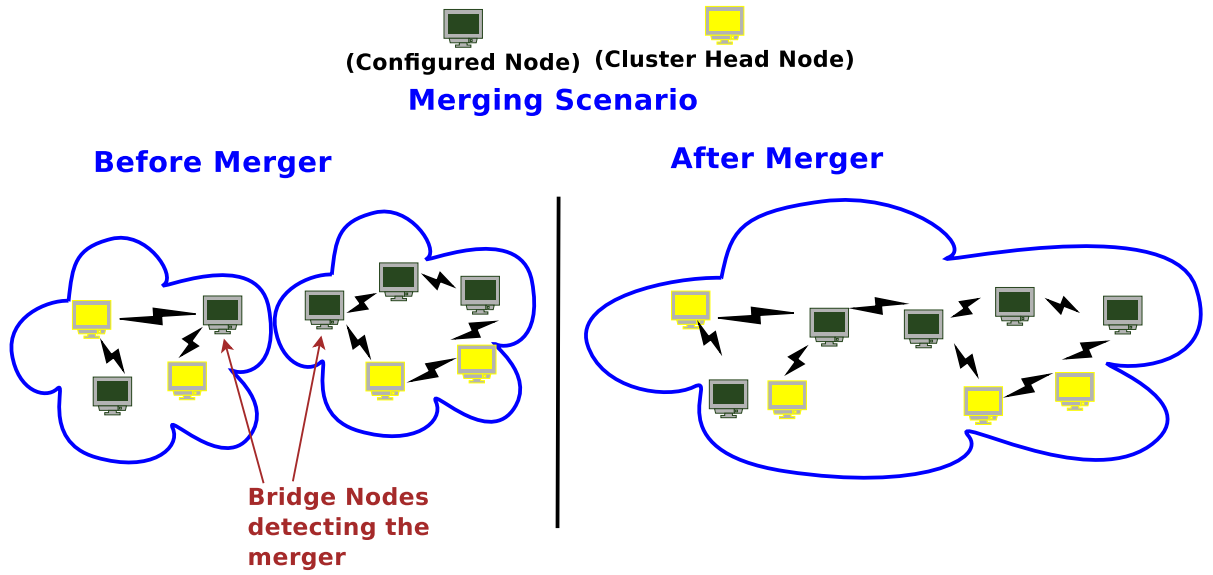 (Configured Node)
(Cluster Head Node)
Merging Scenario
Before Merger
After Merger
Bridge Nodes
detecting the
merger